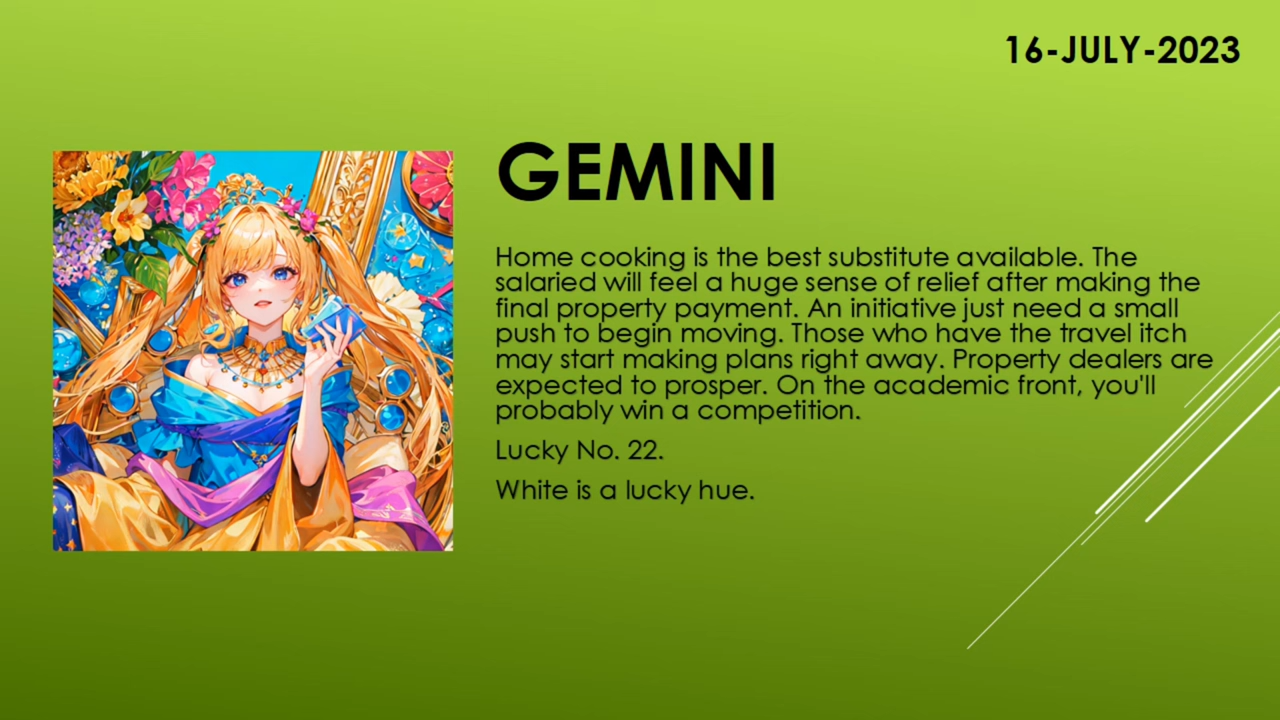 16-JULY-2023
GEMINI
Home cooking is the best substitute available. The
salaried will feel a huge sense of relief after making the
final property payment. An initiative just need a small
push to begin moving. Those who have the travel itch
may start making plans right away. Property dealers are
expected to prosper. On the academic front, you'll
probably win a competition.
Lucky No. 22.
White is a lucky hue.